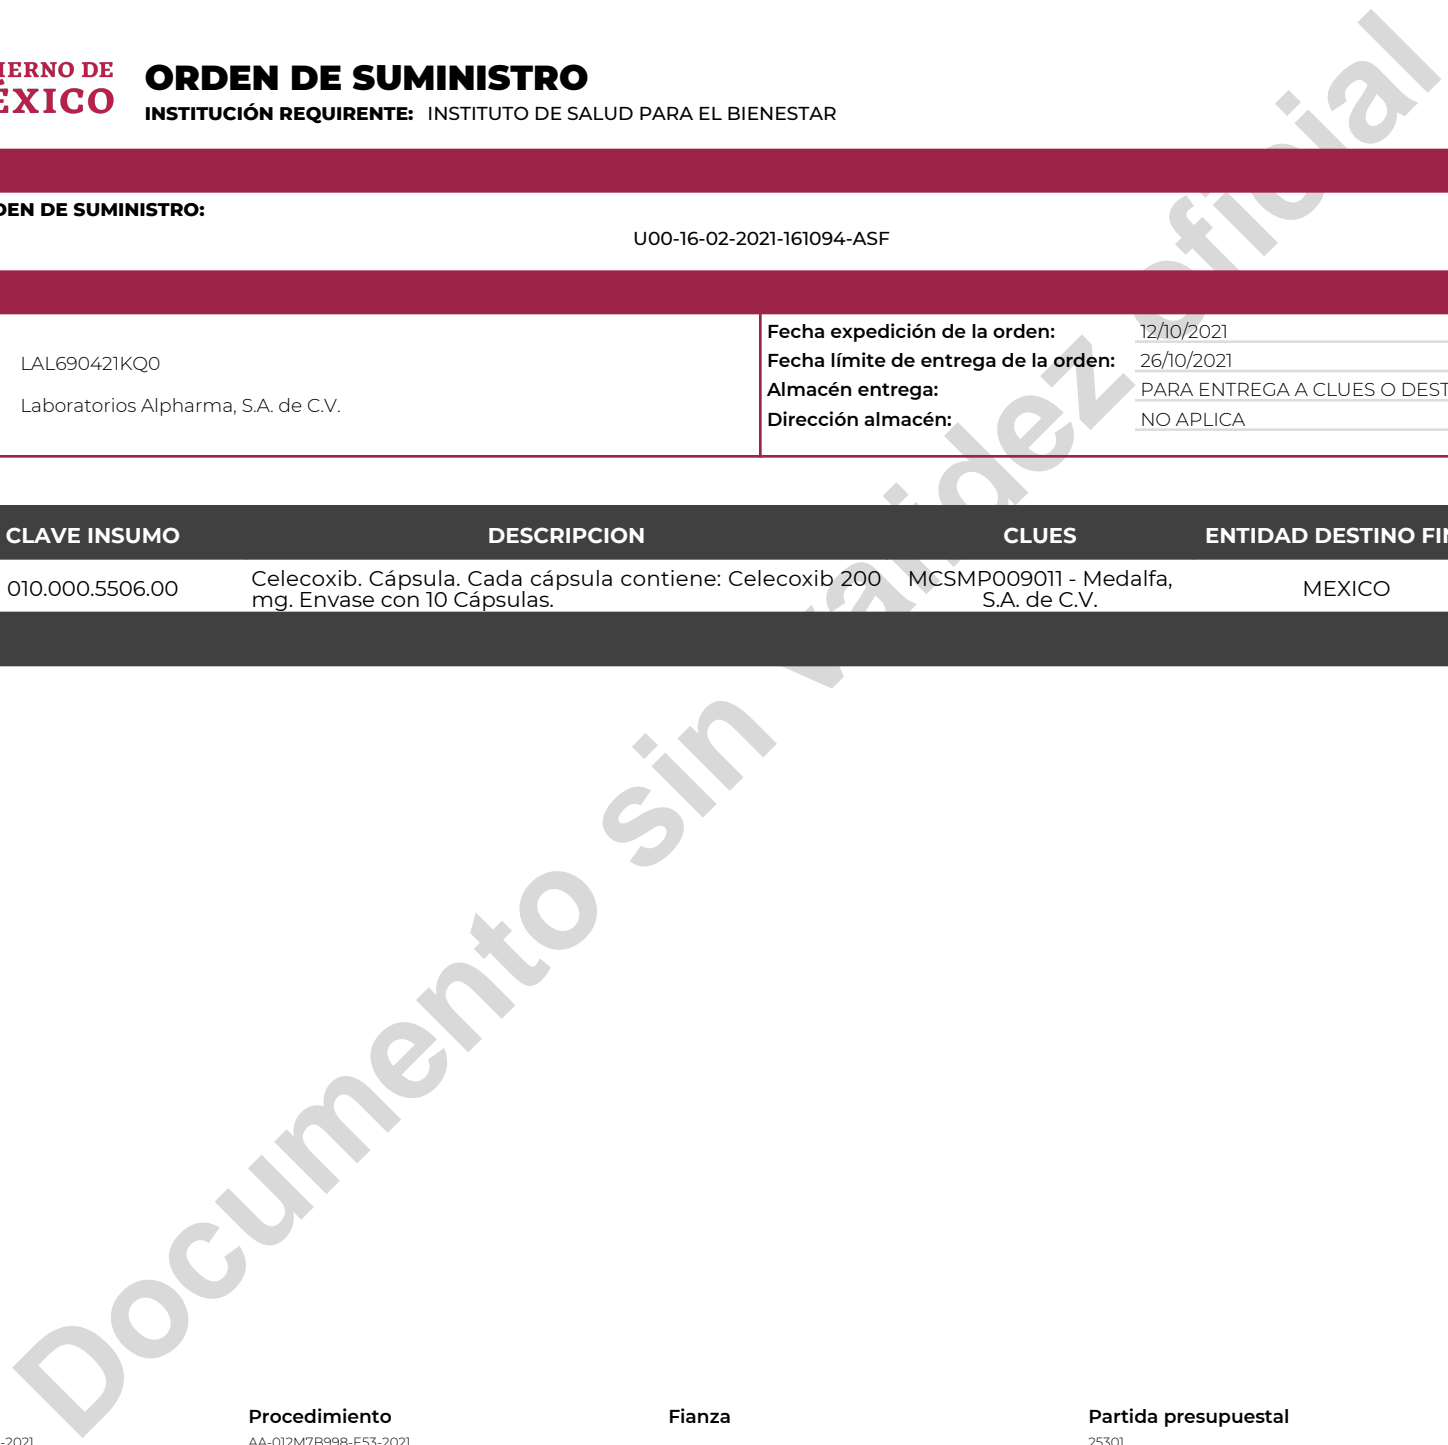 IERNO DE
ÉXICO
ORDEN DE SUMINISTRO
INSTITUCIÓN REQUIRENTE: INSTITUTO DE SALUD PARA EL BIENESTAR
DEN DE SUMINISTRO:
U00-16-02-2021-161094-ASF
LAL690421KQ0
Laboratorios Alpharma, S.A. de C.V.
Fecha expedición de la orden: 12/10/2021
Fecha límite de entrega de la orden: 26/10/2021
Almacén entrega: PARA ENTREGA A CLUES O DEST
Dirección almacén: NO APLICA
CLAVE INSUMO DESCRIPCION CLUES ENTIDAD DESTINO FIN
010.000.5506.00
Celecoxib. Cápsula. Cada cápsula contiene: Celecoxib 200
mg. Envase con 10 Cápsulas.
MCSMP009011 - Medalfa,
S.A. de C.V.
MEXICO
Documento sin validez oficial
Procedimiento Fianza Partida presupuestal
-2021 AA-012M7B998-E53-2021 25301